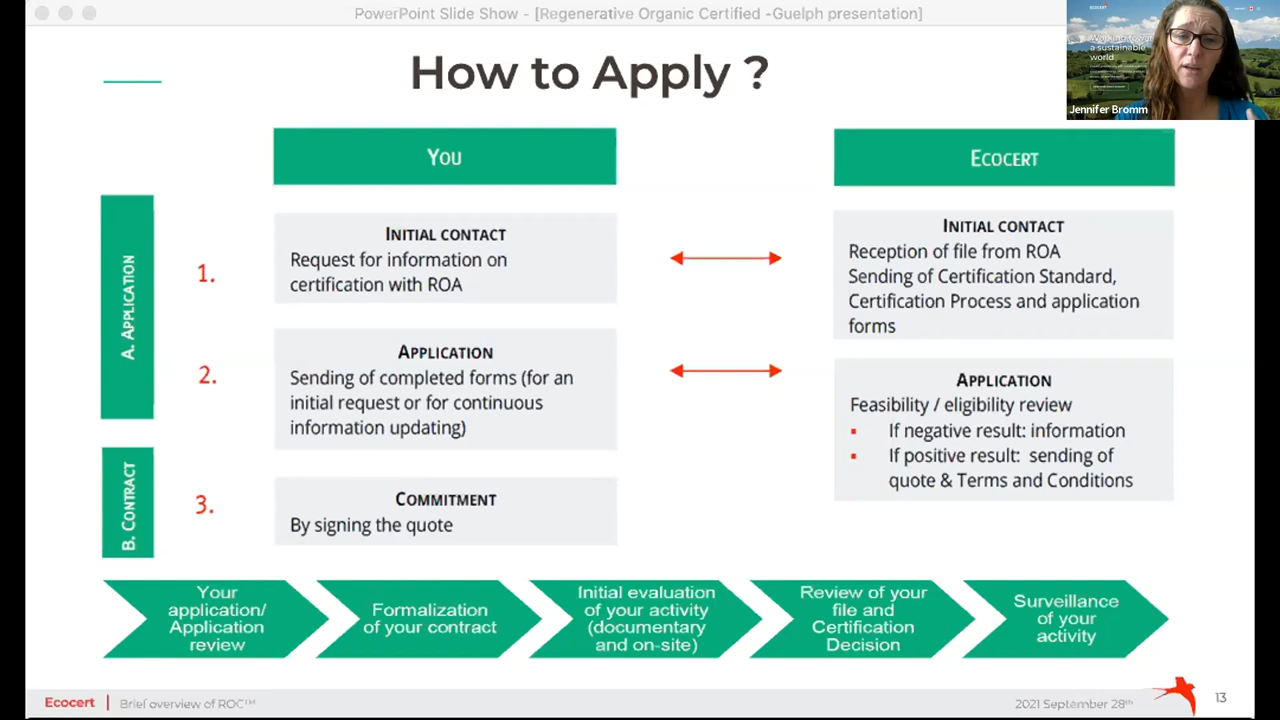 PowerPoint Slide Show - [Regenerative Organic Certified -Guelph presentation]
How to Apply ?
ECOCERT
a sustainable
world
Jennifer Bromm
YOU
ECOCERT
A. APPLICATION
1.
INITIAL CONTACT
Request for information on
certification with ROA
INITIAL CONTACT
Reception of file from ROA
Sending of Certification Standard,
Certification Process and application
forms
2.
APPLICATION
Sending of completed forms (for an
initial request or for continuous
information updating)
APPLICATION
Feasibility / eligibility review
▪ If negative result: information
▪ If positive result: sending of
quote & Terms and Conditions
B. CONTRACT
3.
COMMITMENT
By signing the quote
Your
application/
Application
review
Formalization
of your contract
Initial evaluation
of your activity
(documentary
and on-site)
Review of your
file and
Certification
Decision
Surveillance
of your
activity
Ecocert | Brief overview of ROC™
2021 September 28th
13